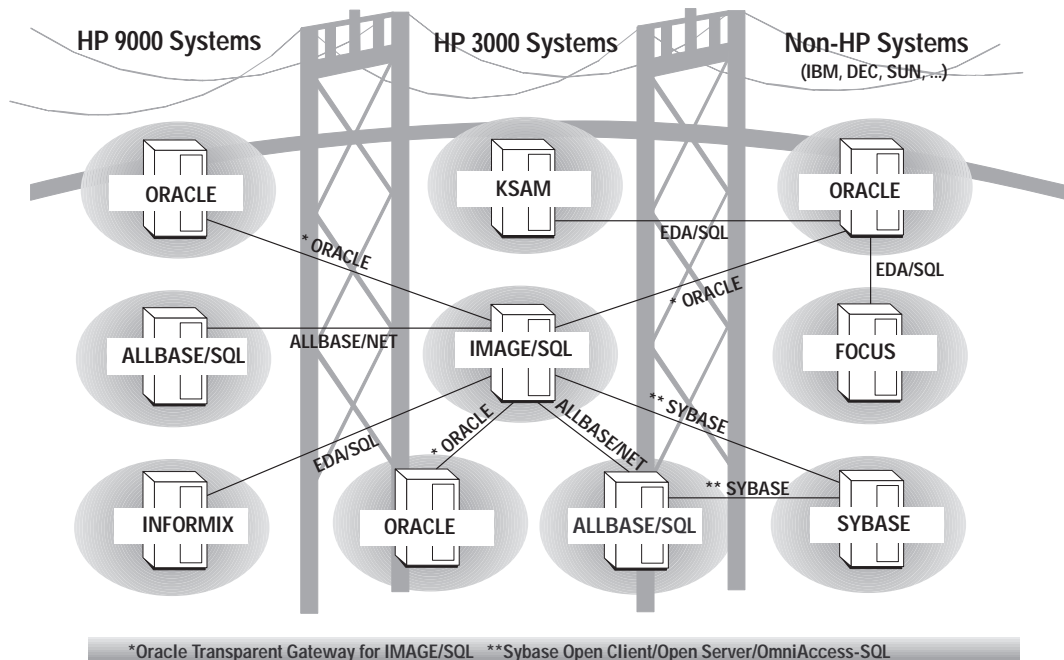 HP 9000 Systems
HP 3000 Systems
Non-HP Systems
(IBM, DEC, SUN, ...)
ORACLE
KSAM
ORACLE
EDA/SQL
* ORACLE
* ORACLE
EDA/SQL
ALLBASE/SQL
ALLBASE/NET
IMAGE/SQL
FOCUS
EDA/SQL
* ORACLE
ALLBASE/NET
** SYBASE
** SYBASE
INFORMIX
ORACLE
ALLBASE/SQL
SYBASE
*Oracle Transparent Gateway for IMAGE/SQL **Sybase Open Client/Open Server/OmniAccess-SQL